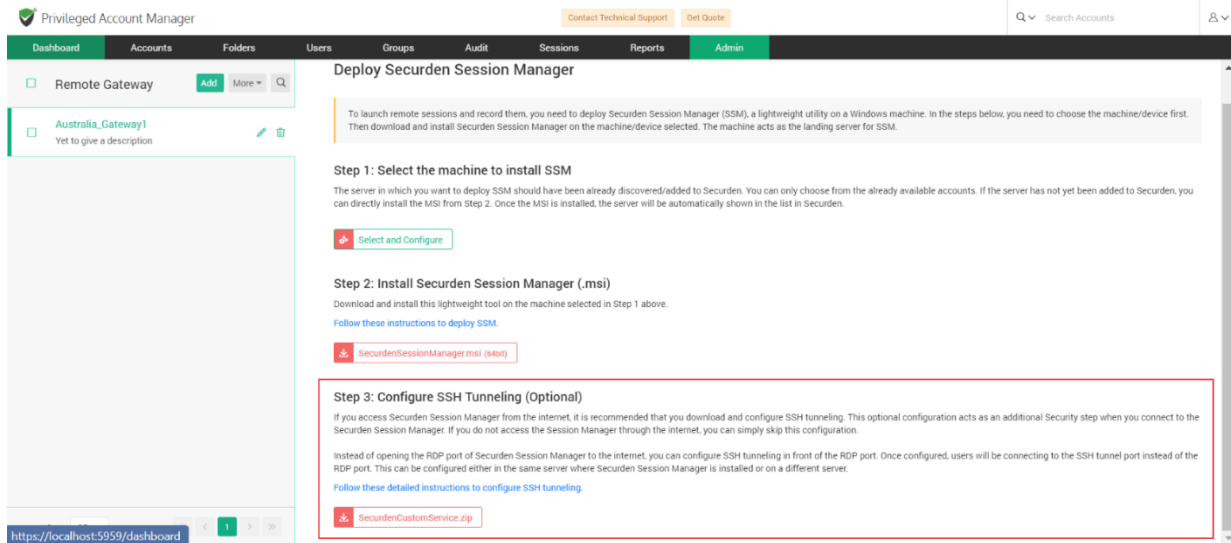 Privileged Account Manager
Contact Technical Support
Get Quote
Search Accounts
Dashboard
Accounts
Folders
Users
Groups
Audit
Sessions
Reports
Admin
Remote Gateway
Add
More
Australia_Gateway1
Yet to give a description
Deploy Securden Session Manager
To launch remote sessions and record them, you need to deploy Securden Session Manager (SSM), a lightweight utility on a Windows machine. In the steps below, you need to choose the machine/device first.
Then download and install Securden Session Manager on the machine/device selected. The machine acts as the landing server for SSM.
Step 1: Select the machine to install SSM
The server in which you want to deploy SSM should have been already discovered/added to Securden. You can only choose from the already available accounts. If the server has not yet been added to Securden, you
can directly install the MSI from Step 2. Once the MSI is installed, the server will be automatically shown in the list in Securden.
Select and Configure
Step 2: Install Securden Session Manager (.msi)
Download and install this lightweight tool on the machine selected in Step 1 above.
Follow these instructions to deploy SSM.
SecurdenSessionManager.msi (64bit)
Step 3: Configure SSH Tunneling (Optional)
If you access Securden Session Manager from the internet, it is recommended that you download and configure SSH tunneling. This optional configuration acts as an additional Security step when you connect to the
Securden Session Manager. If you do not access the Session Manager through the internet, you can simply skip this configuration.
Instead of opening the RDP port of Securden Session Manager to the internet, you can configure SSH tunneling in front of the RDP port. Once configured, users will be connecting to the SSH tunnel port instead of the
RDP port. This can be configured either in the same server where Securden Session Manager is installed or on a different server.
Follow these detailed instructions to configure SSH tunneling.
SecurdenCustomService.zip
1
https://localhost:5959/dashboard